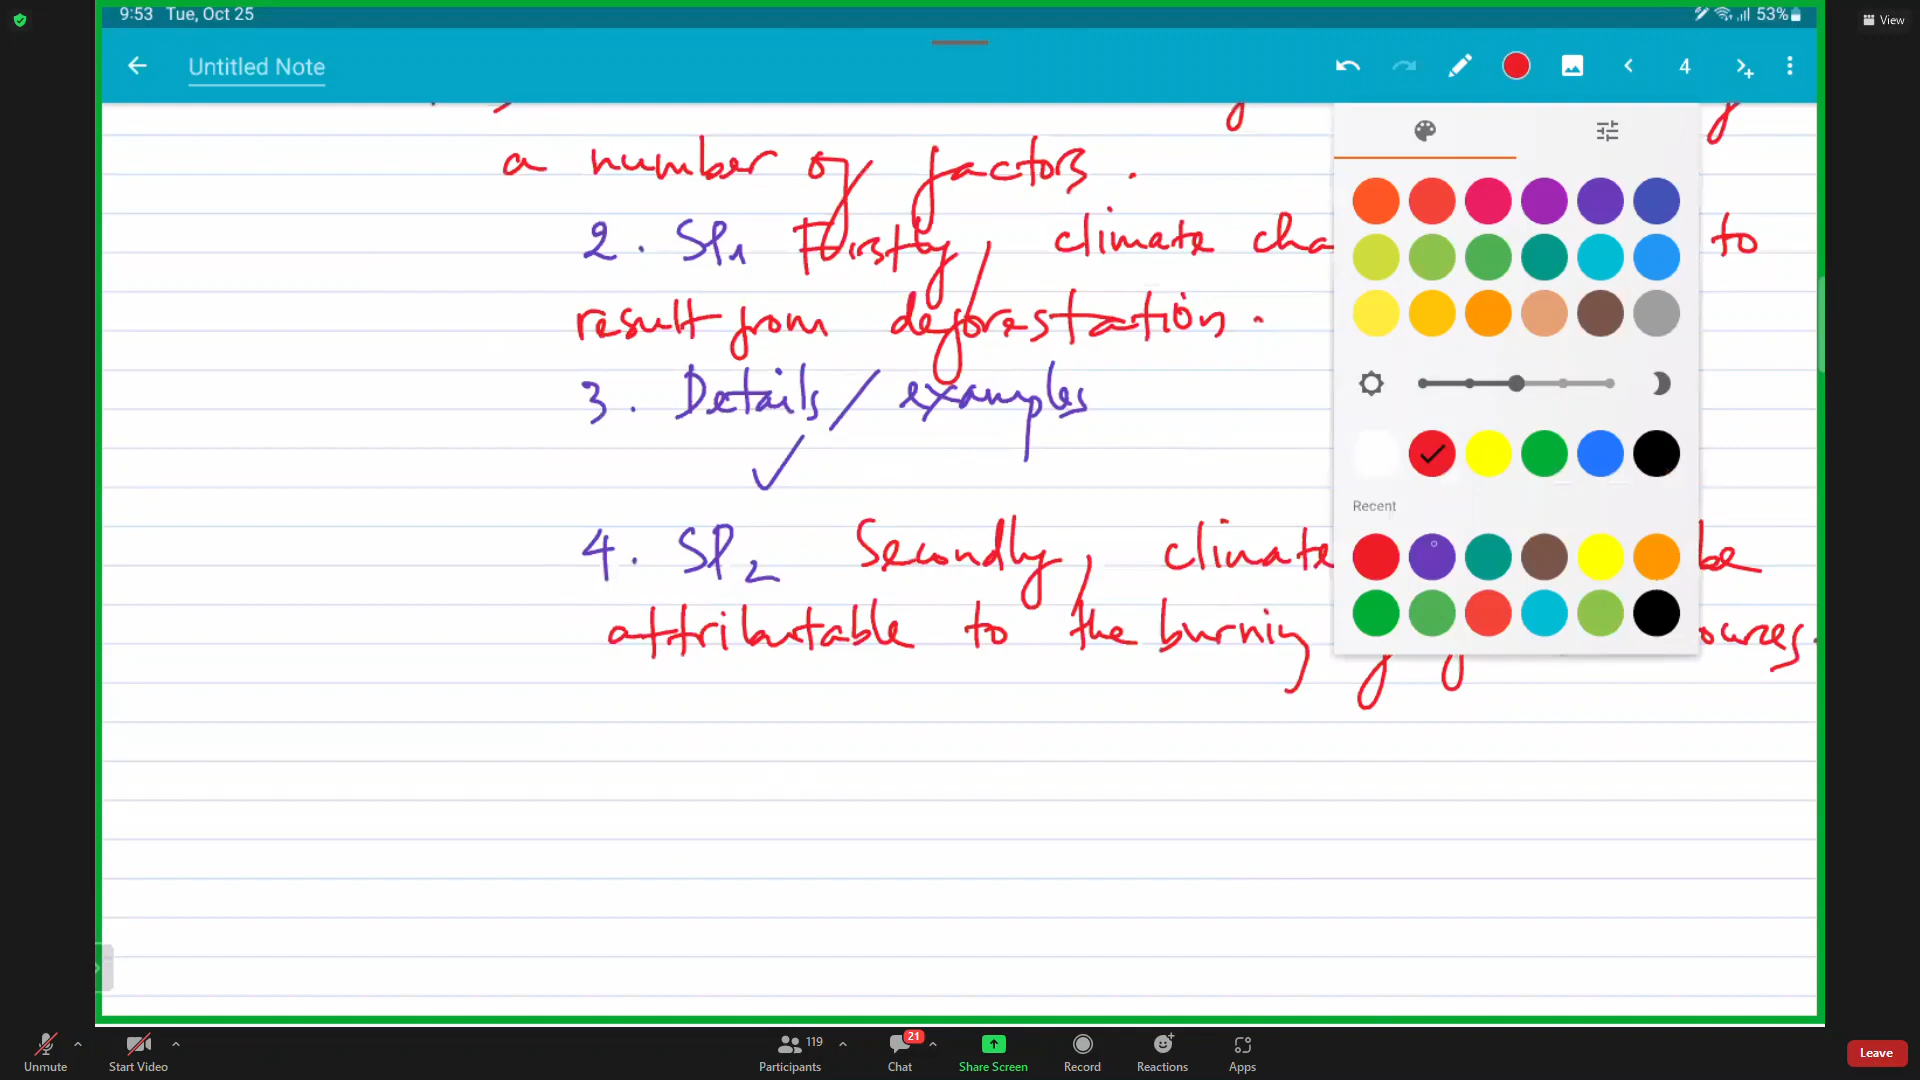 9:53 Tue, Oct 25
53%
View
Untitled Note
4
a number of factors.
2. SP1 Firstly, climate cha to
result from deforestation.
3. Details / examples
Recent
4. SP2 Secondly, climate be
attributable to the burning
Unmute
Start Video
119
Participants
21
Chat
Share Screen
Record
Reactions
Apps
Leave